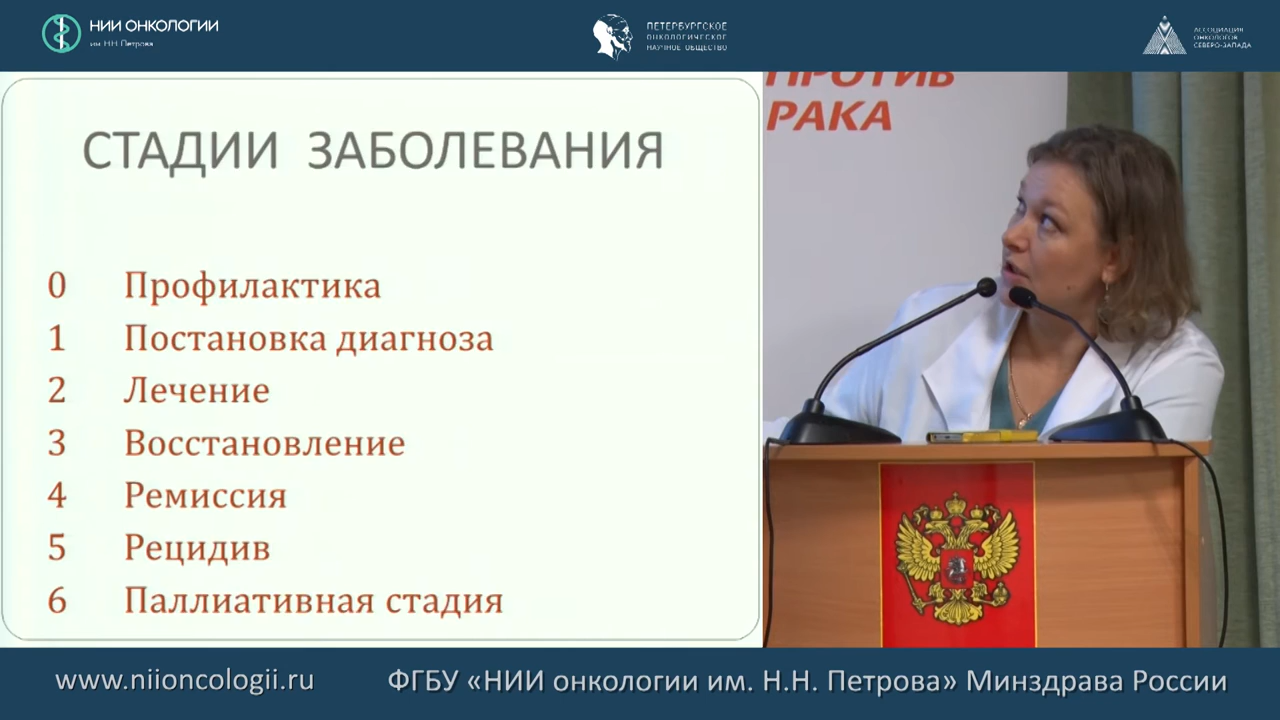 НИИ ОНКОЛОГИИ
им. Н.Н. Петрова
ПЕТЕРБУРГСКОЕ
ОНКОЛОГИЧЕСКОЕ
НАУЧНОЕ ОБЩЕСТВО
АССОЦИАЦИЯ
ОНКОЛОГОВ
СЕВЕРО-ЗАПАДА
ПРОТИВ
РАКА
СТАДИИ ЗАБОЛЕВАНИЯ
0 Профилактика
1 Постановка диагноза
2 Лечение
3 Восстановление
4 Ремиссия
5 Рецидив
6 Паллиативная стадия
www.niioncologii.ru
ФГБУ «НИИ онкологии им. Н.Н. Петрова» Минздрава России